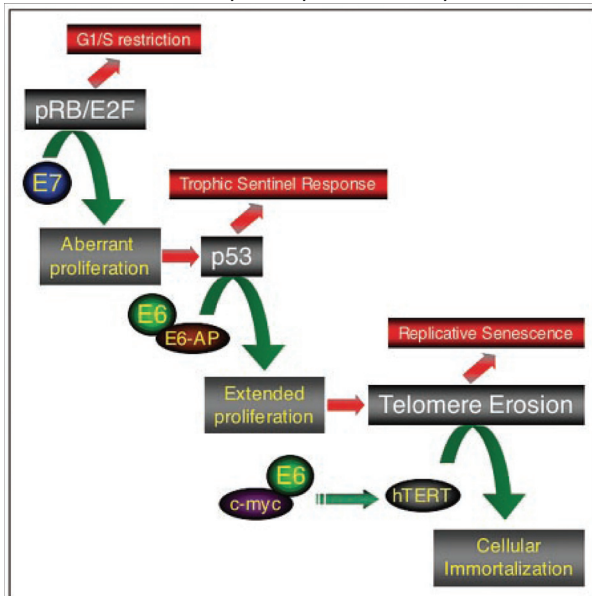 G1/S restriction
pRB/E2F
E7
Trophic Sentinel Response
Aberrant
proliferation
p53
E6
E6-AP
Replicative Senescence
Extended
proliferation
Telomere Erosion
E6
c-myc
hTERT
Cellular
Immortalization